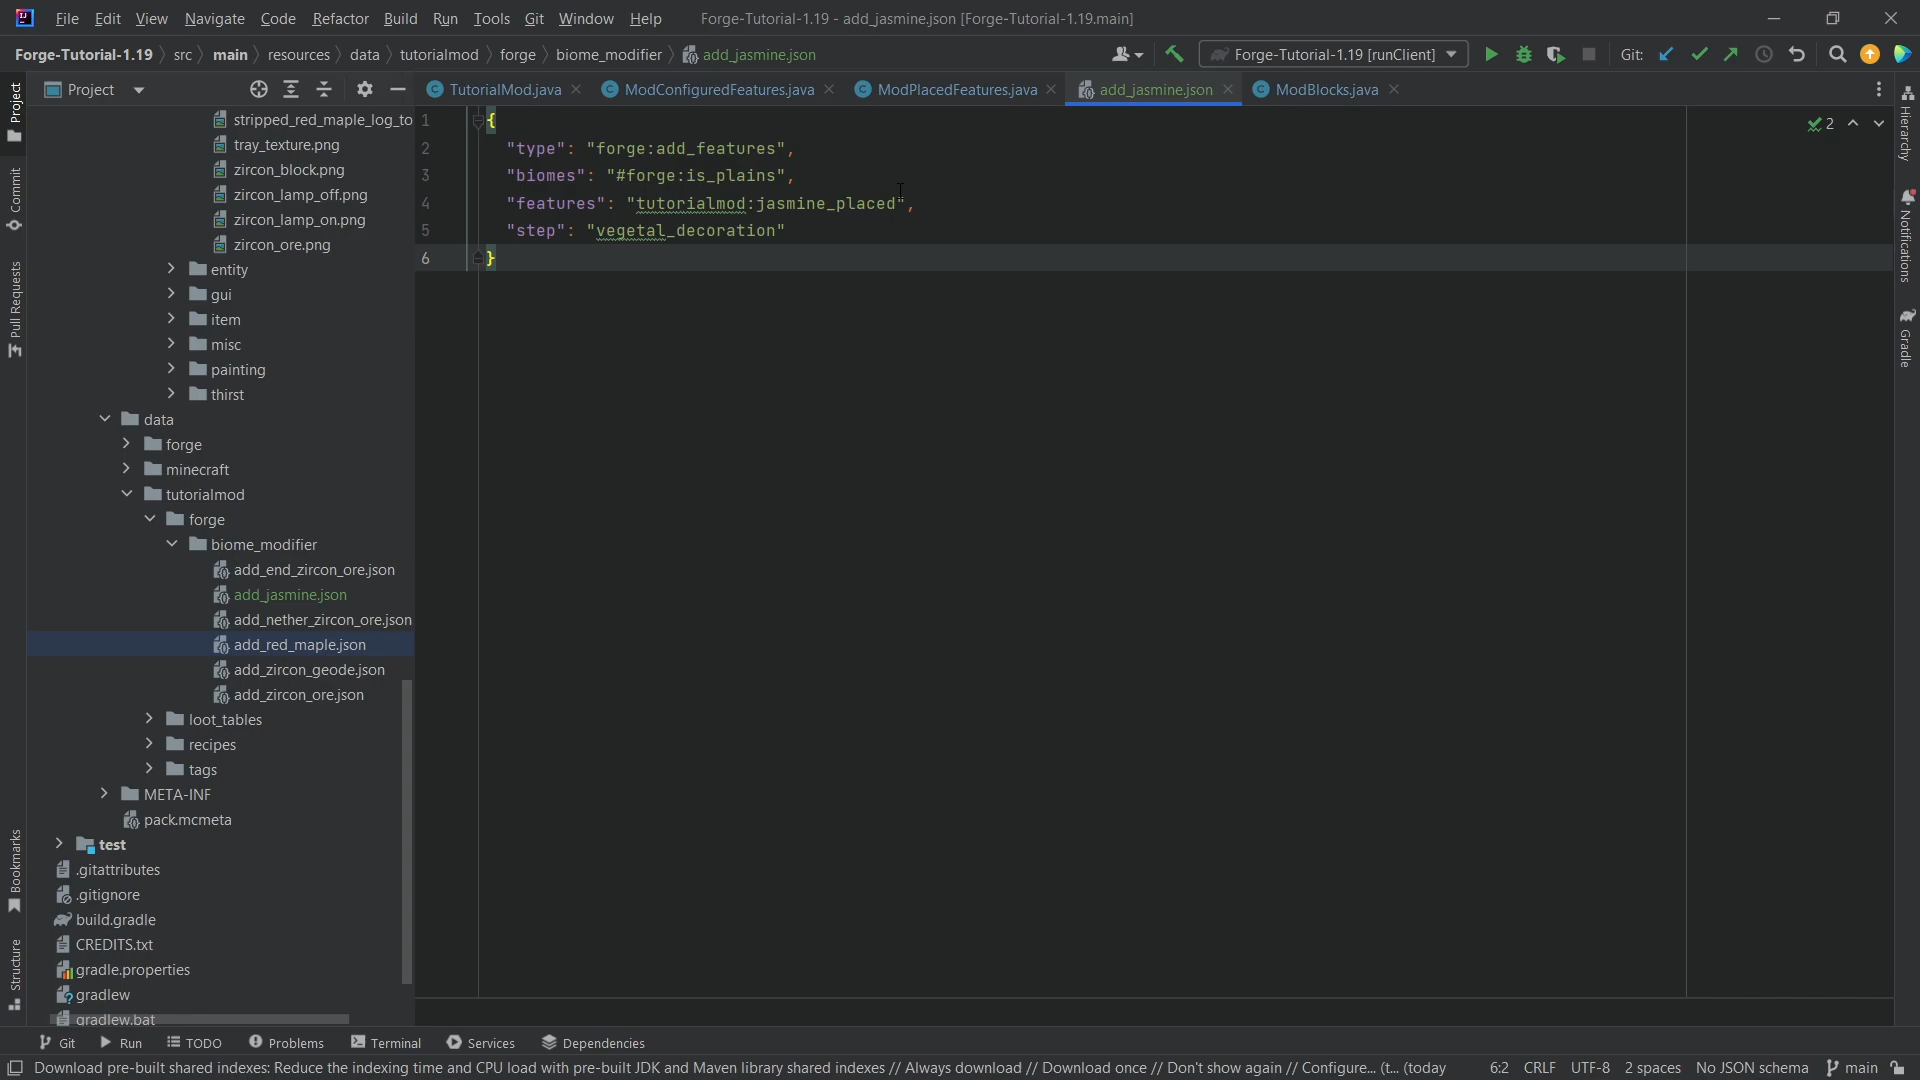 File Edit View Navigate Code Refactor Build Run Tools Git Window Help Forge-Tutorial-1.19 - add_jasmine.json [Forge-Tutorial-1.19.main]
Forge-Tutorial-1.19 src main resources data tutorialmod forge biome_modifier add_jasmine.json Forge-Tutorial-1.19 [runClient] Git:
Project TutorialMod.java ModConfiguredFeatures.java ModPlacedFeatures.java add_jasmine.json ModBlocks.java
Project
Commit
Pull Requests
Bookmarks
Structure
stripped_red_maple_log_to
tray_texture.png
zircon_block.png
zircon_lamp_off.png
zircon_lamp_on.png
zircon_ore.png
entity
gui
item
misc
painting
thirst
data
forge
minecraft
tutorialmod
forge
biome_modifier
add_end_zircon_ore.json
add_jasmine.json
add_nether_zircon_ore.json
add_red_maple.json
add_zircon_geode.json
add_zircon_ore.json
loot_tables
recipes
tags
META-INF
pack.mcmeta
test
.gitattributes
.gitignore
build.gradle
CREDITS.txt
gradle.properties
gradlew
gradlew.bat
1 {
2 "type": "forge:add_features",
3 "biomes": "#forge:is_plains",
4 "features": "tutorialmod:jasmine_placed",
5 "step": "vegetal_decoration"
6 }
2
Hierarchy
Notifications
Gradle
Git Run TODO Problems Terminal Services Dependencies
Download pre-built shared indexes: Reduce the indexing time and CPU load with pre-built JDK and Maven library shared indexes // Always download // Download once // Don't show again // Configure... (t... (today 6:2 CRLF UTF-8 2 spaces No JSON schema main